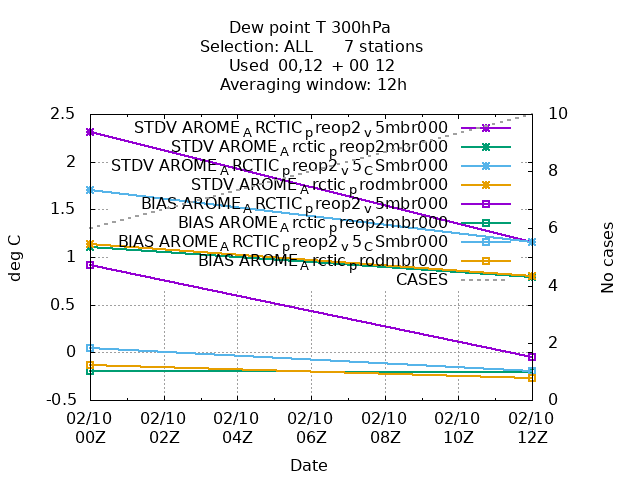 Dew point T 300hPa
Selection: ALL 7 stations
Used 00,12 + 00 12
Averaging window: 12h
2.5
2
1.5
1
0.5
0
-0.5
deg C
10
8
6
4
2
0
No cases
STDV AROME_A RCTIC_p reop2_v 5mbr000
STDV AROME_A rctic_p reop2mbr000
STDV AROME_A RCTIC_p reop2_v 5_C Smbr000
STDV AROME_A rctic_p rodmbr000
BIAS AROME_A RCTIC_p reop2_v 5mbr000
BIAS AROME_A rctic_p reop2mbr000
BIAS AROME_A RCTIC_p reop2_v 5_C Smbr000
BIAS AROME_A rctic_p rodmbr000
CASES
02/10 02/10 02/10 02/10 02/10 02/10 02/10
00Z 02Z 04Z 06Z 08Z 10Z 12Z
Date